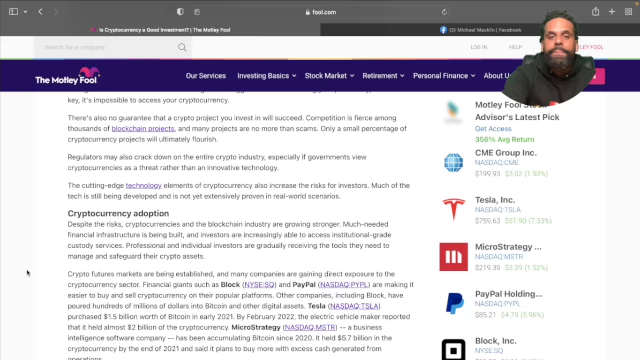 fool.com
Is Cryptocurrency a Good Investment? | The Motley Fool
(2) Michael Macklin | Facebook
Search for a company
LOG IN
HELP
LEY FOOL
The Motley Fool
Our Services
Investing Basics
Stock Market
Retirement
Personal Finance
About U
key, it's impossible to access your cryptocurrency.
There's also no guarantee that a crypto project you invest in will succeed. Competition is fierce among
thousands of blockchain projects, and many projects are no more than scams. Only a small percentage of
cryptocurrency projects will ultimately flourish.
Regulators may also crack down on the entire crypto industry, especially if governments view
cryptocurrencies as a threat rather than an innovative technology.
The cutting-edge technology elements of cryptocurrency also increase the risks for investors. Much of the
tech is still being developed and is not yet extensively proven in real-world scenarios.
Cryptocurrency adoption
Despite the risks, cryptocurrencies and the blockchain industry are growing stronger. Much-needed
financial infrastructure is being built, and investors are increasingly able to access institutional-grade
custody services. Professional and individual investors are gradually receiving the tools they need to
manage and safeguard their crypto assets.
Crypto futures markets are being established, and many companies are gaining direct exposure to the
cryptocurrency sector. Financial giants such as Block (NYSE:SQ) and PayPal (NASDAQ:PYPL) are making it
easier to buy and sell cryptocurrency on their popular platforms. Other companies, including Block, have
poured hundreds of millions of dollars into Bitcoin and other digital assets. Tesla (NASDAQ:TSLA)
purchased $1.5 billion worth of Bitcoin in early 2021. By February 2022, the electric vehicle maker reported
that it held almost $2 billion of the cryptocurrency. MicroStrategy (NASDAQ:MSTR) -- a business
intelligence software company -- has been accumulating Bitcoin since 2020. It held $5.7 billion in the
cryptocurrency by the end of 2021 and said it plans to buy more with excess cash generated from
operations.
Motley Fool Stock
Advisor's Latest Pick
Get Access
356% Avg Return
CME Group Inc.
NASDAQ:CME
$199.93 $3.02 (1.53%)
Tesla, Inc.
NASDAQ:TSLA
$759.63 $51.90 (7.33%)
MicroStrategy ...
NASDAQ:MSTR
$219.39 $3.29 (1.52%)
PayPal Holding...
NASDAQ:PYPL
$85.21 $4.79 (5.96%)
Block, Inc.
NYSE:SQ